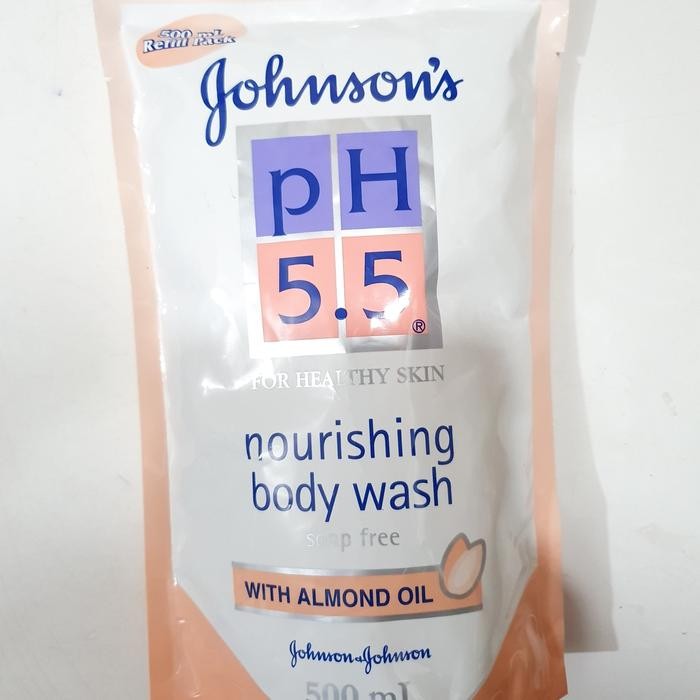 500 ml
Refill Pack
Johnson's
pH
5.5®
FOR HEALTHY SKIN
nourishing
body wash
soap free
WITH ALMOND OIL
Johnson & Johnson
500 ml